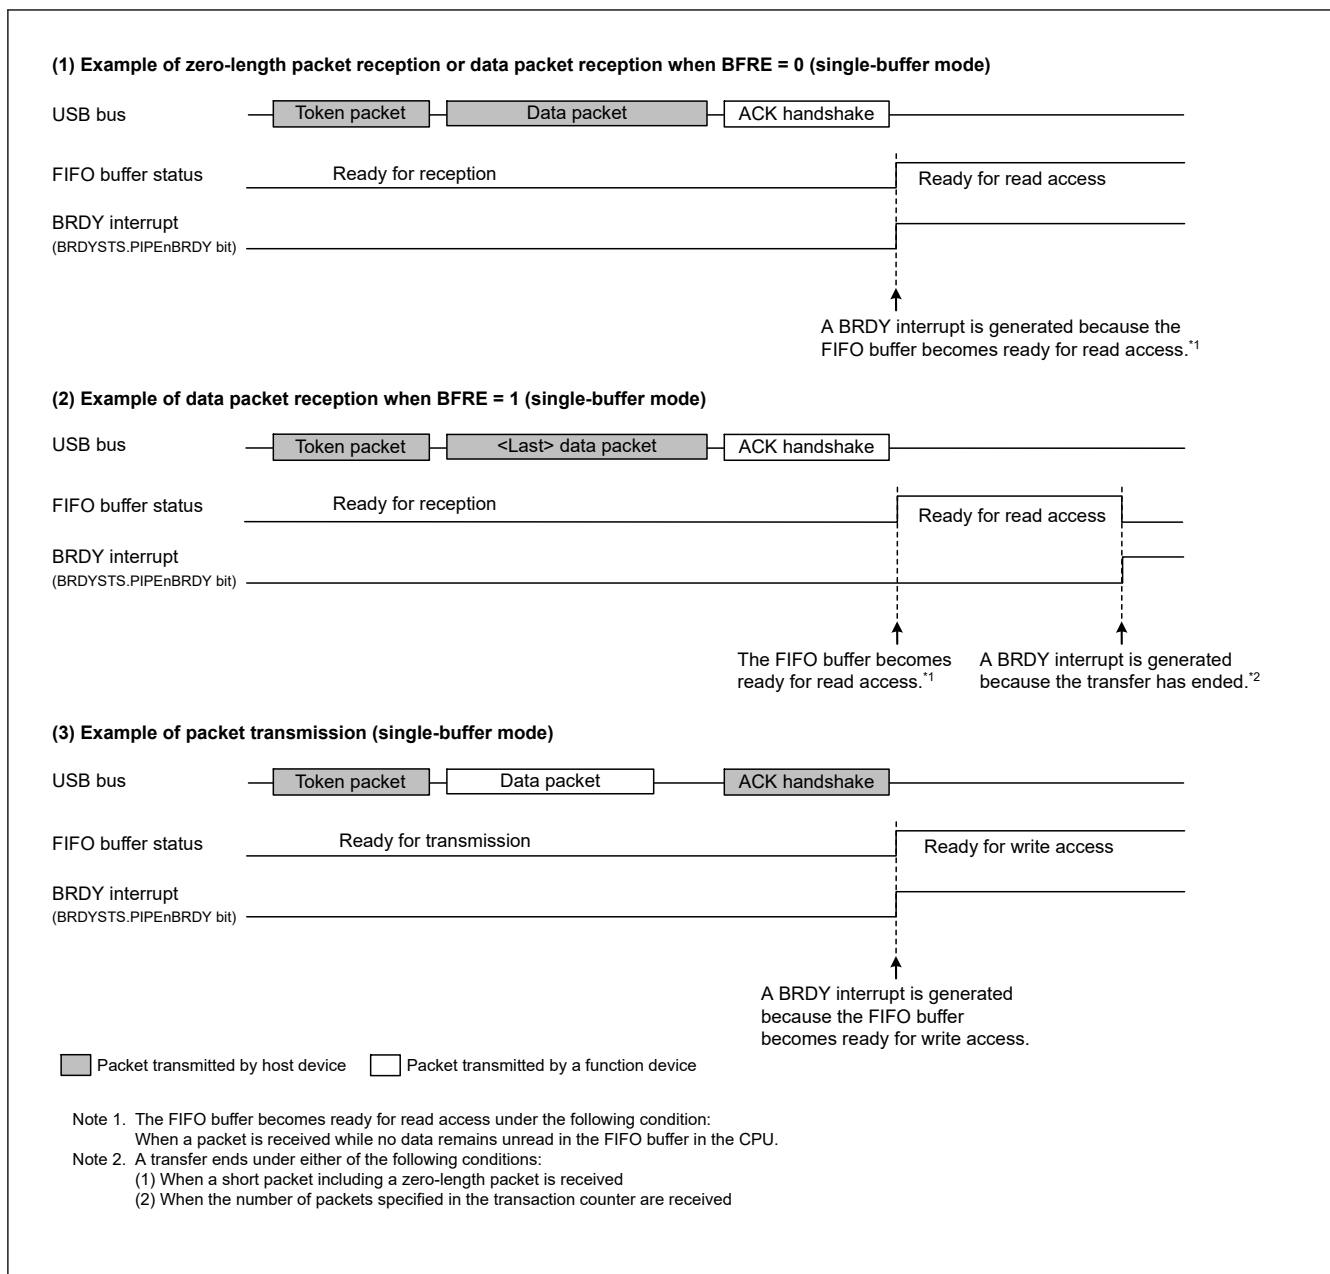 (1) Example of zero-length packet reception or data packet reception when BFRE = 0 (single-buffer mode)
USB bus
Token packet
Data packet
ACK handshake
FIFO buffer status
Ready for reception
Ready for read access
BRDY interrupt
(BRDYSTS.PIPEnBRDY bit)
A BRDY interrupt is generated because the
FIFO buffer becomes ready for read access.*1
(2) Example of data packet reception when BFRE = 1 (single-buffer mode)
USB bus
Token packet
<Last> data packet
ACK handshake
FIFO buffer status
Ready for reception
Ready for read access
BRDY interrupt
(BRDYSTS.PIPEnBRDY bit)
The FIFO buffer becomes
ready for read access.*1
A BRDY interrupt is generated
because the transfer has ended.*2
(3) Example of packet transmission (single-buffer mode)
USB bus
Token packet
Data packet
ACK handshake
FIFO buffer status
Ready for transmission
Ready for write access
BRDY interrupt
(BRDYSTS.PIPEnBRDY bit)
A BRDY interrupt is generated
because the FIFO buffer
becomes ready for write access.
Packet transmitted by host device
Packet transmitted by a function device
Note 1. The FIFO buffer becomes ready for read access under the following condition:
When a packet is received while no data remains unread in the FIFO buffer in the CPU.
Note 2. A transfer ends under either of the following conditions:
(1) When a short packet including a zero-length packet is received
(2) When the number of packets specified in the transaction counter are received